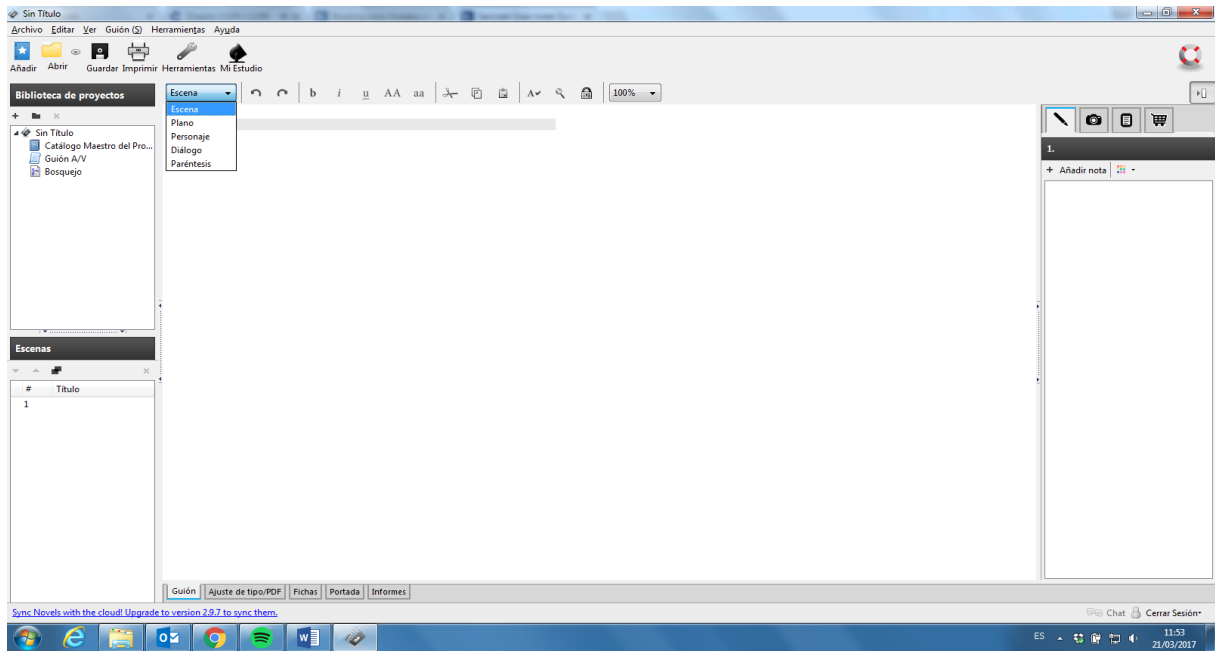 Sin Título
Archivo Editar Ver Guión (S) Herramientas Ayuda
Añadir Abrir Guardar Imprimir Herramientas Mi Estudio
Biblioteca de proyectos
Sin Título
Catálogo Maestro del Pro...
Guión A/V
Bosquejo
Escena b i u AA aa A 100%
Escena
Plano
Personaje
Diálogo
Paréntesis
1.
+ Añadir nota
Escenas
# Título
1
Guión Ajuste de tipo/PDF Fichas Portada Informes
Sync Novels with the cloud! Upgrade to version 2.9.7 to sync them.
Chat Cerrar Sesión
ES 11:53
21/03/2017